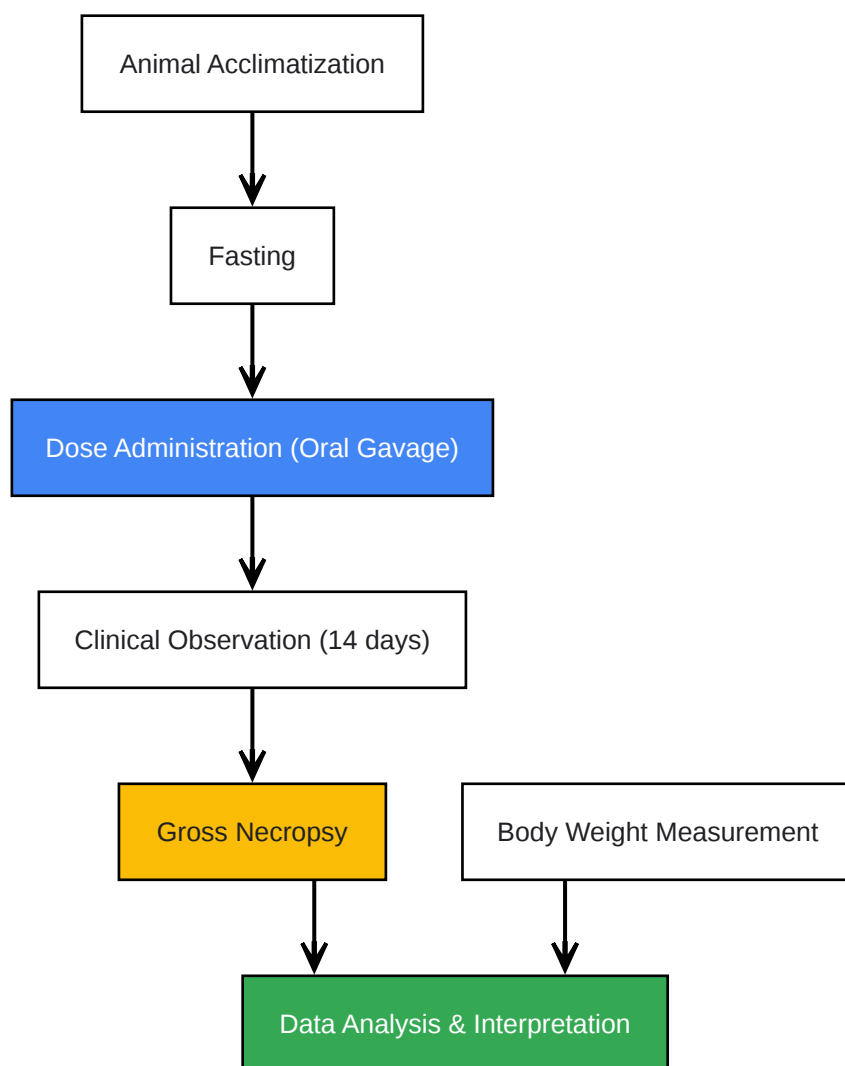 Animal Acclimatization
Fasting
Dose Administration (Oral Gavage)
Clinical Observation (14 days)
Gross Necropsy
Body Weight Measurement
Data Analysis & Interpretation